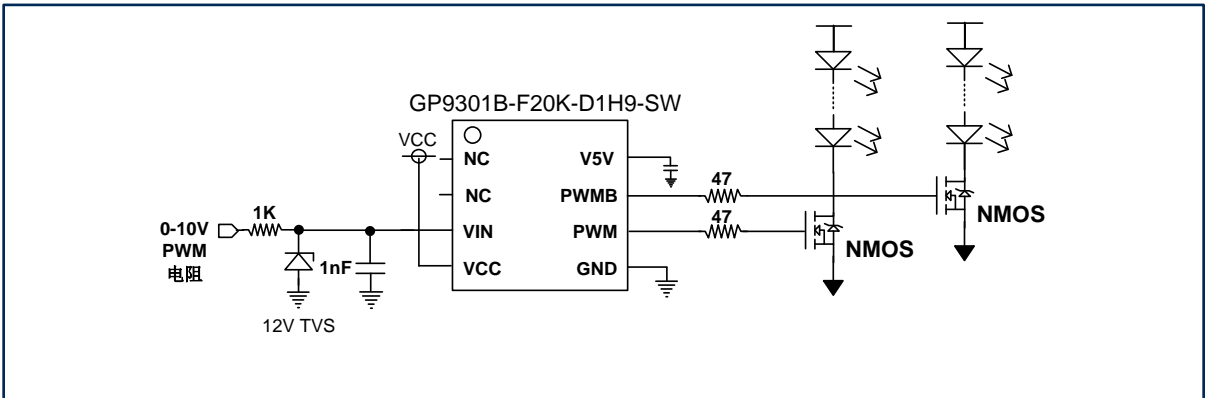 GP9301B-F20K-D1H9-SW
VCC
NC
V5V
NC
PWMB
47
NMOS
1K
0-10V
PWM
电阻
VIN
PWM
47
NMOS
1nF
VCC
GND
12V TVS